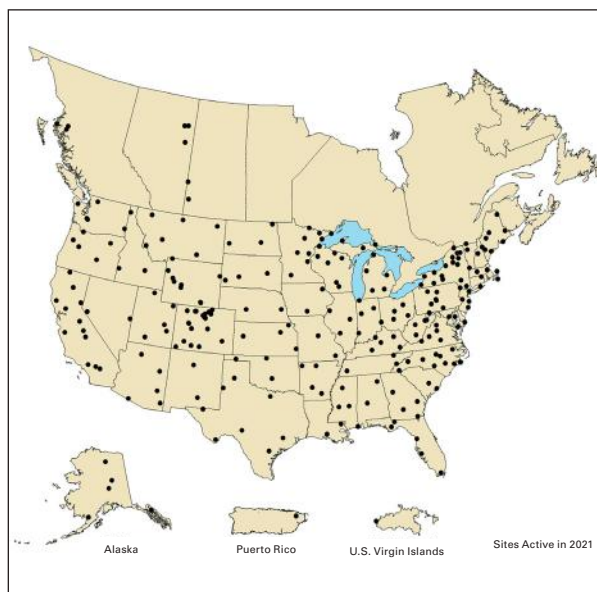 Alaska
Puerto Rico
U.S. Virgin Islands
Sites Active in 2021